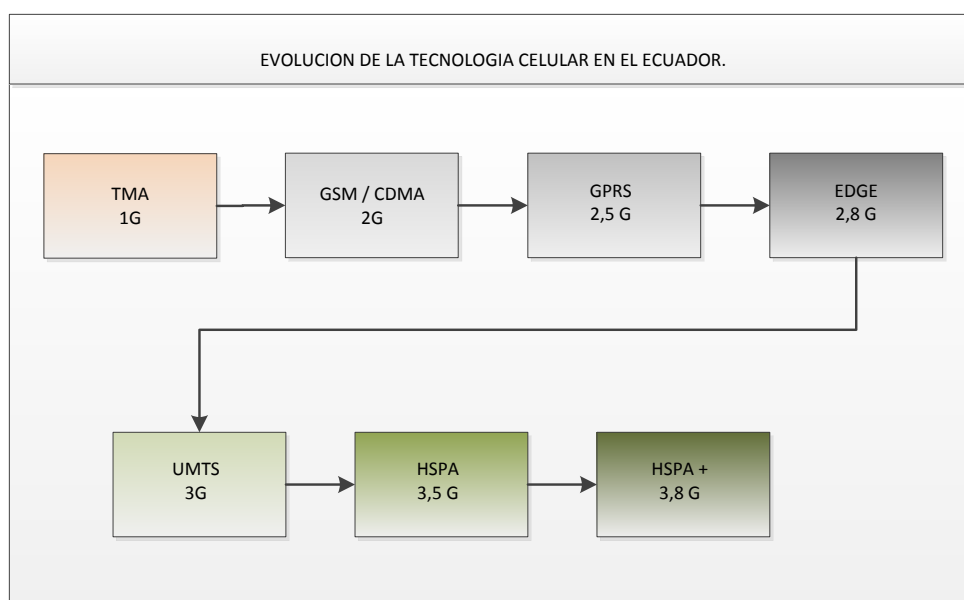 EVOLUCION DE LA TECNOLOGIA CELULAR EN EL ECUADOR.
TMA
1G
GSM / CDMA
2G
GPRS
2,5 G
EDGE
2,8 G
UMTS
3G
HSPA
3,5 G
HSPA +
3,8 G